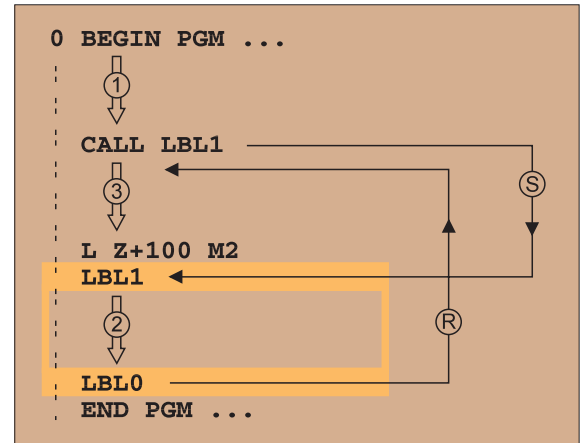 0 BEGIN PGM ...
1
CALL LBL1
3
S
L Z+100 M2
LBL1
2
R
LBL0
END PGM ...